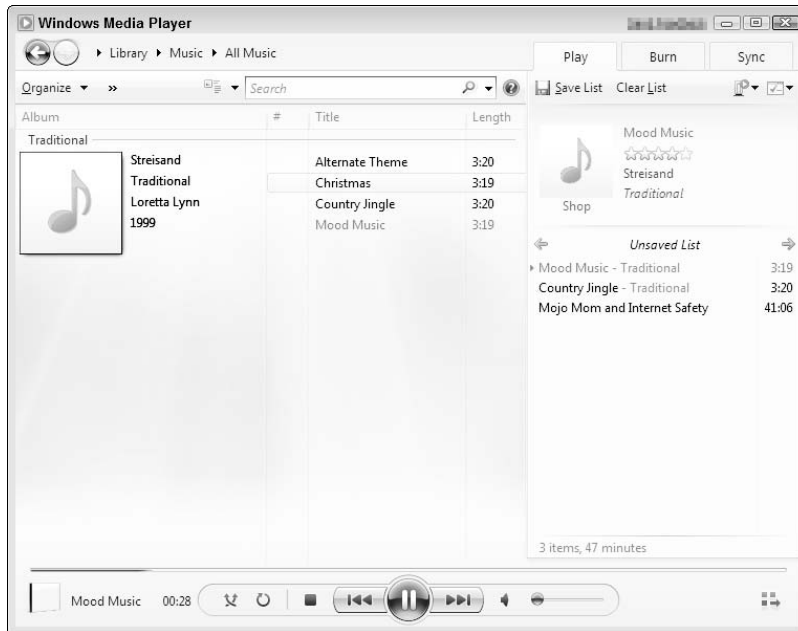 Windows Media Player
Library Music All Music
Play Burn Sync
Organize » Search
Save List Clear List
Album # Title Length
Traditional
Streisand Alternate Theme 3:20
Traditional Christmas 3:19
Loretta Lynn Country Jingle 3:20
1999 Mood Music 3:19
Mood Music
Streisand
Traditional
Shop
Unsaved List
Mood Music - Traditional 3:19
Country Jingle - Traditional 3:20
Mojo Mom and Internet Safety 41:06
3 items, 47 minutes
Mood Music 00:28